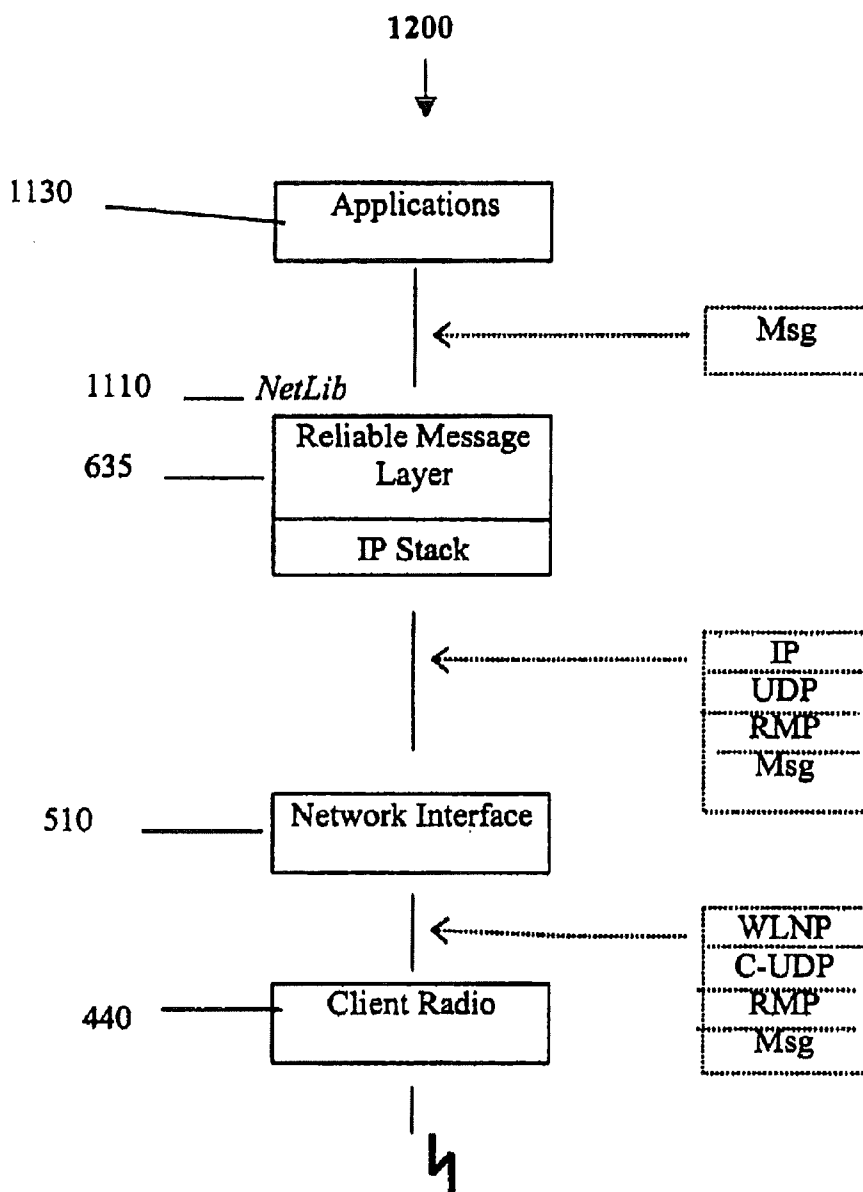 1200
1130
Applications
Msg
1110
NetLib
Reliable Message
Layer
635
IP Stack
IP
UDP
RMP
Msg
510
Network Interface
WLNP
C-UDP
RMP
Msg
440
Client Radio